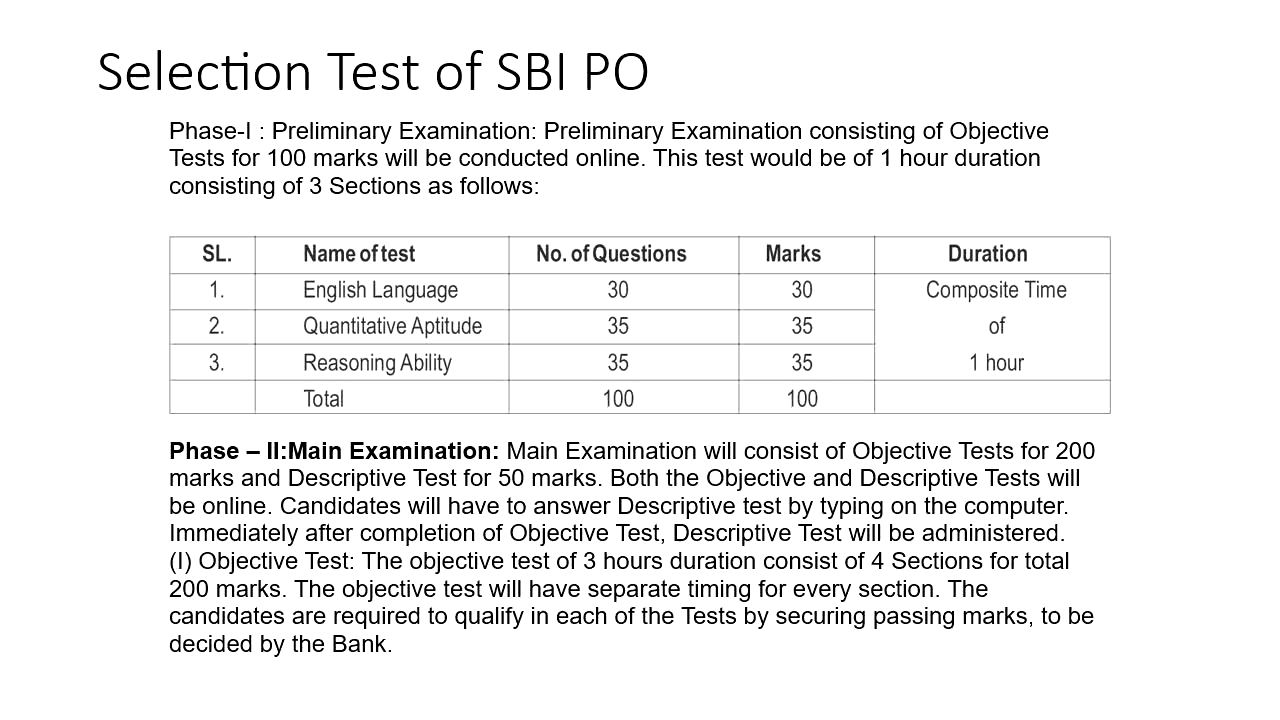 Selection Test of SBI PO
Phase-I : Preliminary Examination: Preliminary Examination consisting of Objective
Tests for 100 marks will be conducted online. This test would be of 1 hour duration
consisting of 3 Sections as follows:
SL. Name of test No. of Questions Marks Duration
1. English Language 30 30 Composite Time
2. Quantitative Aptitude 35 35 of
3. Reasoning Ability 35 35 1 hour
Total 100 100
Phase – II:Main Examination: Main Examination will consist of Objective Tests for 200
marks and Descriptive Test for 50 marks. Both the Objective and Descriptive Tests will
be online. Candidates will have to answer Descriptive test by typing on the computer.
Immediately after completion of Objective Test, Descriptive Test will be administered.
(I) Objective Test: The objective test of 3 hours duration consist of 4 Sections for total
200 marks. The objective test will have separate timing for every section. The
candidates are required to qualify in each of the Tests by securing passing marks, to be
decided by the Bank.